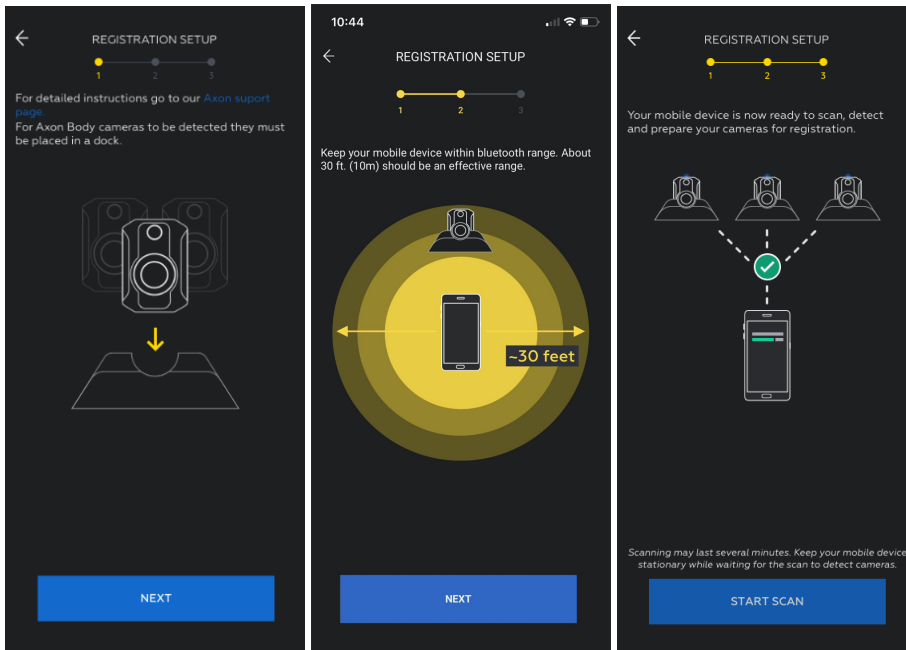 REGISTRATION SETUP
1 2 3
For detailed instructions go to our Axon suport
page.
For Axon Body cameras to be detected they must
be placed in a dock.
NEXT
10:44
REGISTRATION SETUP
1 2 3
Keep your mobile device within bluetooth range. About
30 ft. (10m) should be an effective range.
~30 feet
NEXT
REGISTRATION SETUP
1 2 3
Your mobile device is now ready to scan, detect
and prepare your cameras for registration.
Scanning may last several minutes. Keep your mobile device
stationary while waiting for the scan to detect cameras.
START SCAN